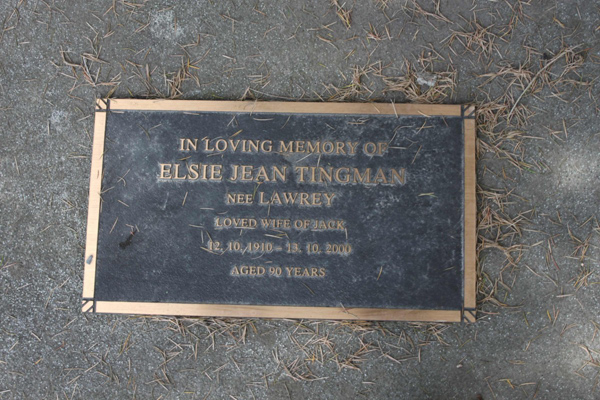 IN LOVING MEMORY OF
ELSIE JEAN TINGMAN
NEE LAWREY
LOVED WIFE OF JACK
12. 10. 1910 – 13. 10. 2000
AGED 90 YEARS